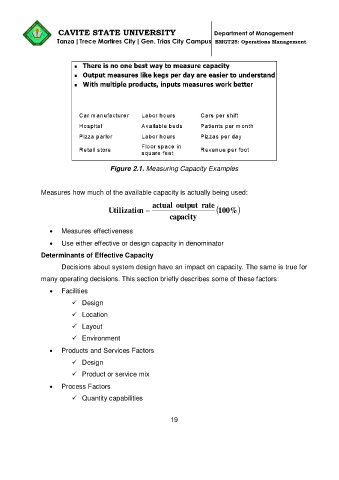 CAVITE STATE UNIVERSITY Department of Management
Tanza | Trece Martires City | Gen. Trias City Campus BMGT25: Operations Management
• There is no one best way to measure capacity
• Output measures like kegs per day are easier to understand
• With multiple products, inputs measures work better
Car manufacturer Labor hours Cars per shift
Hospital Available beds Patients per month
Pizza parlor Labor hours Pizzas per day
Retail store Floor space in square feet Revenue per foot
Figure 2.1. Measuring Capacity Examples
Measures how much of the available capacity is actually being used:
Utilization = actual output rate / capacity (100%)
• Measures effectiveness
• Use either effective or design capacity in denominator
Determinants of Effective Capacity
Decisions about system design have an impact on capacity. The same is true for
many operating decisions. This section briefly describes some of these factors:
• Facilities
✓ Design
✓ Location
✓ Layout
✓ Environment
• Products and Services Factors
✓ Design
✓ Product or service mix
• Process Factors
✓ Quantity capabilities
19